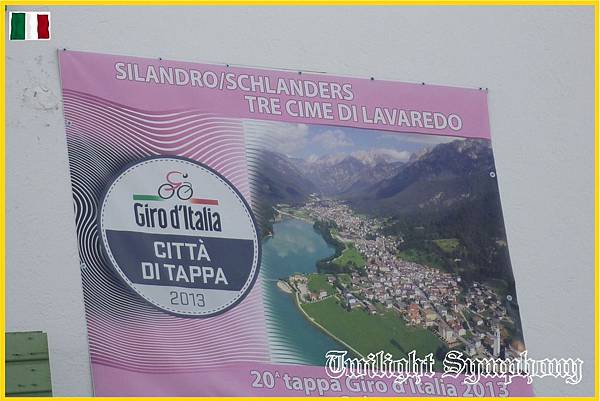 SILANDRO/SCHLANDERS
TRE CIME DI LAVAREDO
Giro d'Italia
CITTÀ
DI TAPPA
2013
20^ tappa Giro d'Italia 2013
Twilight Symphony